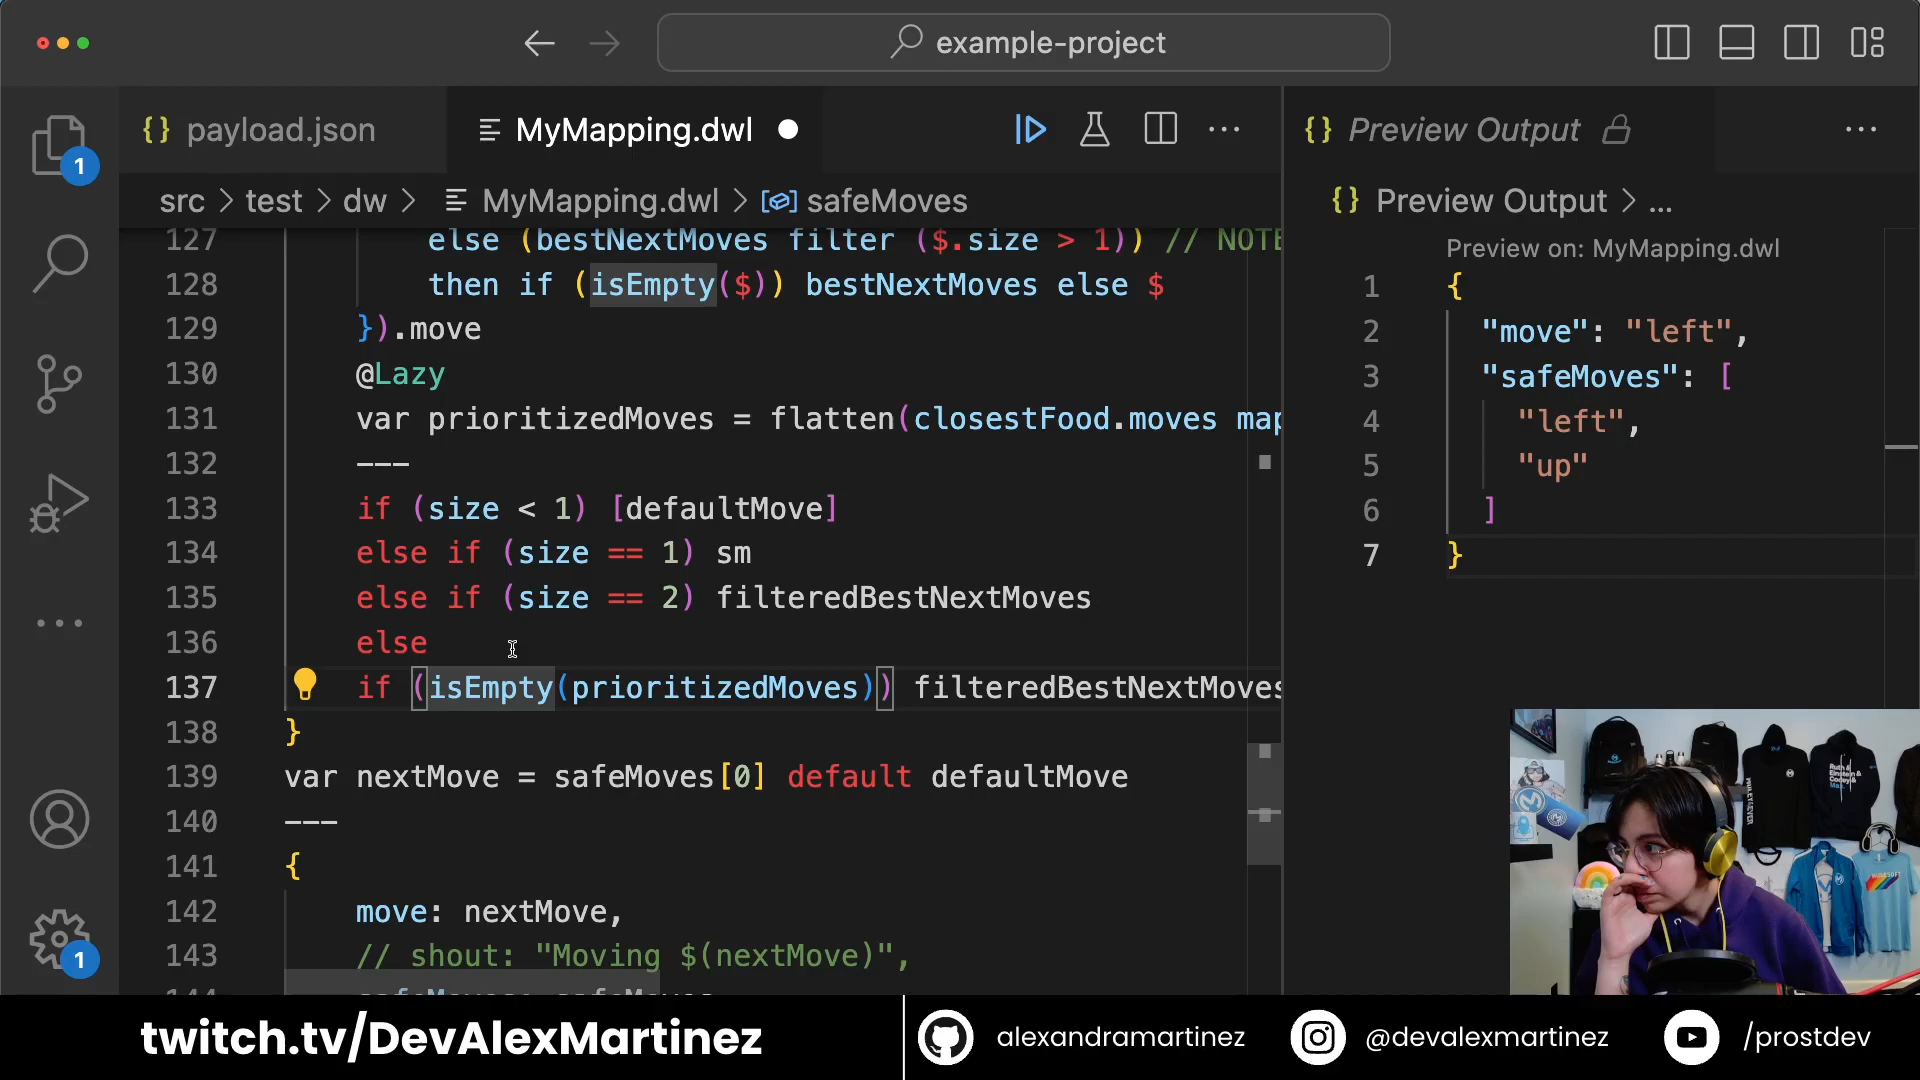 example-project
{} payload.json
MyMapping.dwl
{} Preview Output
src > test > dw > MyMapping.dwl > safeMoves
{} Preview Output > ...
Preview on: MyMapping.dwl
127 else (bestNextMoves filter ($.size > 1)) // NOTE
128 then if (isEmpty($)) bestNextMoves else $
129 }).move
130 @Lazy
131 var prioritizedMoves = flatten(closestFood.moves map
132 ---
133 if (size < 1) [defaultMove]
134 else if (size == 1) sm
135 else if (size == 2) filteredBestNextMoves
136 else
137 if (isEmpty(prioritizedMoves)) filteredBestNextMoves
138 }
139 var nextMove = safeMoves[0] default defaultMove
140 ---
141 {
142 move: nextMove,
143 // shout: "Moving $(nextMove)",
144 safeMoves: safeMoves
1 {
2 "move": "left",
3 "safeMoves": [
4 "left",
5 "up"
6 ]
7 }
1
1
twitch.tv/DevAlexMartinez
alexandramartinez
@devalexmartinez
/prostdev